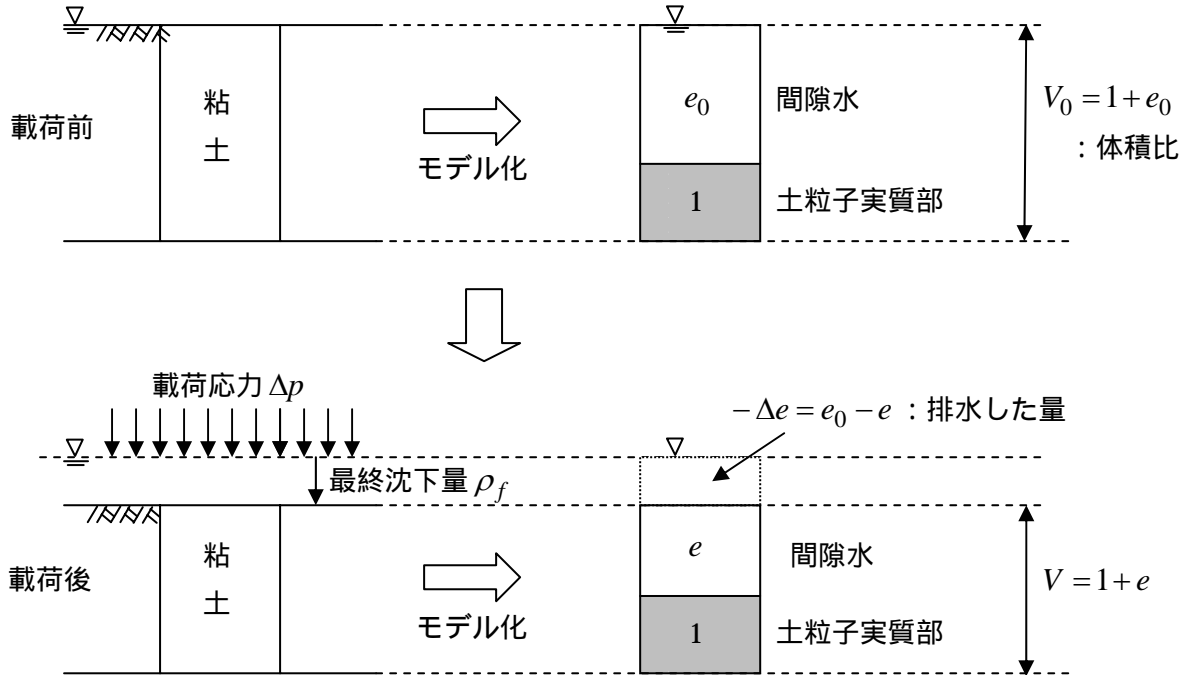 載荷前
粘
土
モデル化
e₀
間隙水
1
土粒子実質部
V₀ = 1 + e₀
：体積比
載荷応力 Δp
− Δe = e₀ − e ：排水した量
最終沈下量 ρ_f
載荷後
粘
土
モデル化
e
間隙水
1
土粒子実質部
V = 1 + e